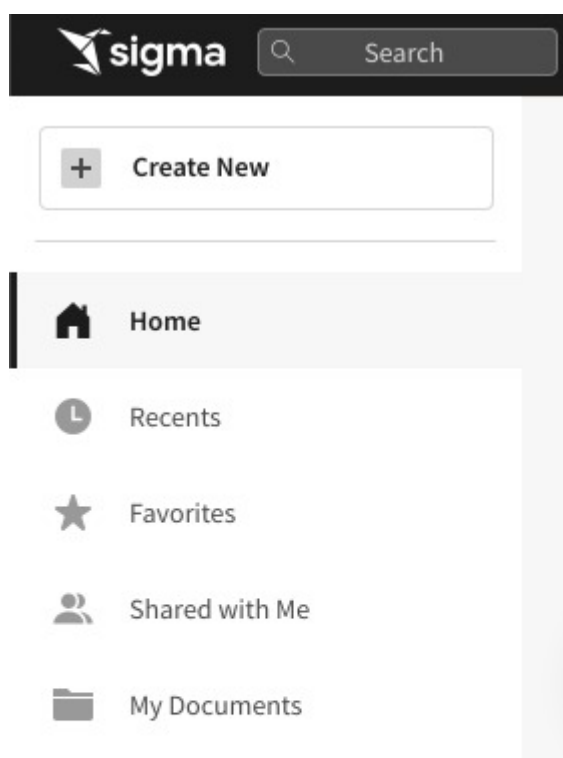 sigma Search
Create New
Home
Recents
Favorites
Shared with Me
My Documents